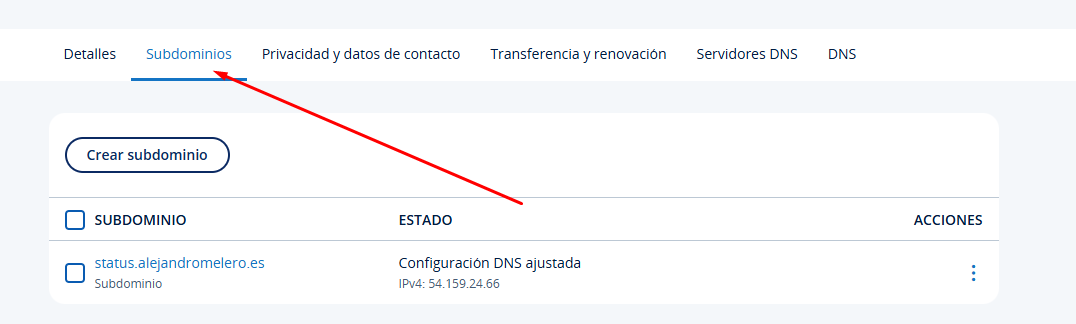 Detalles Subdominios Privacidad y datos de contacto Transferencia y renovación Servidores DNS DNS
Crear subdominio
SUBDOMINIO ESTADO ACCIONES
status.alejandromelero.es Configuración DNS ajustada
Subdominio IPv4: 54.159.24.66